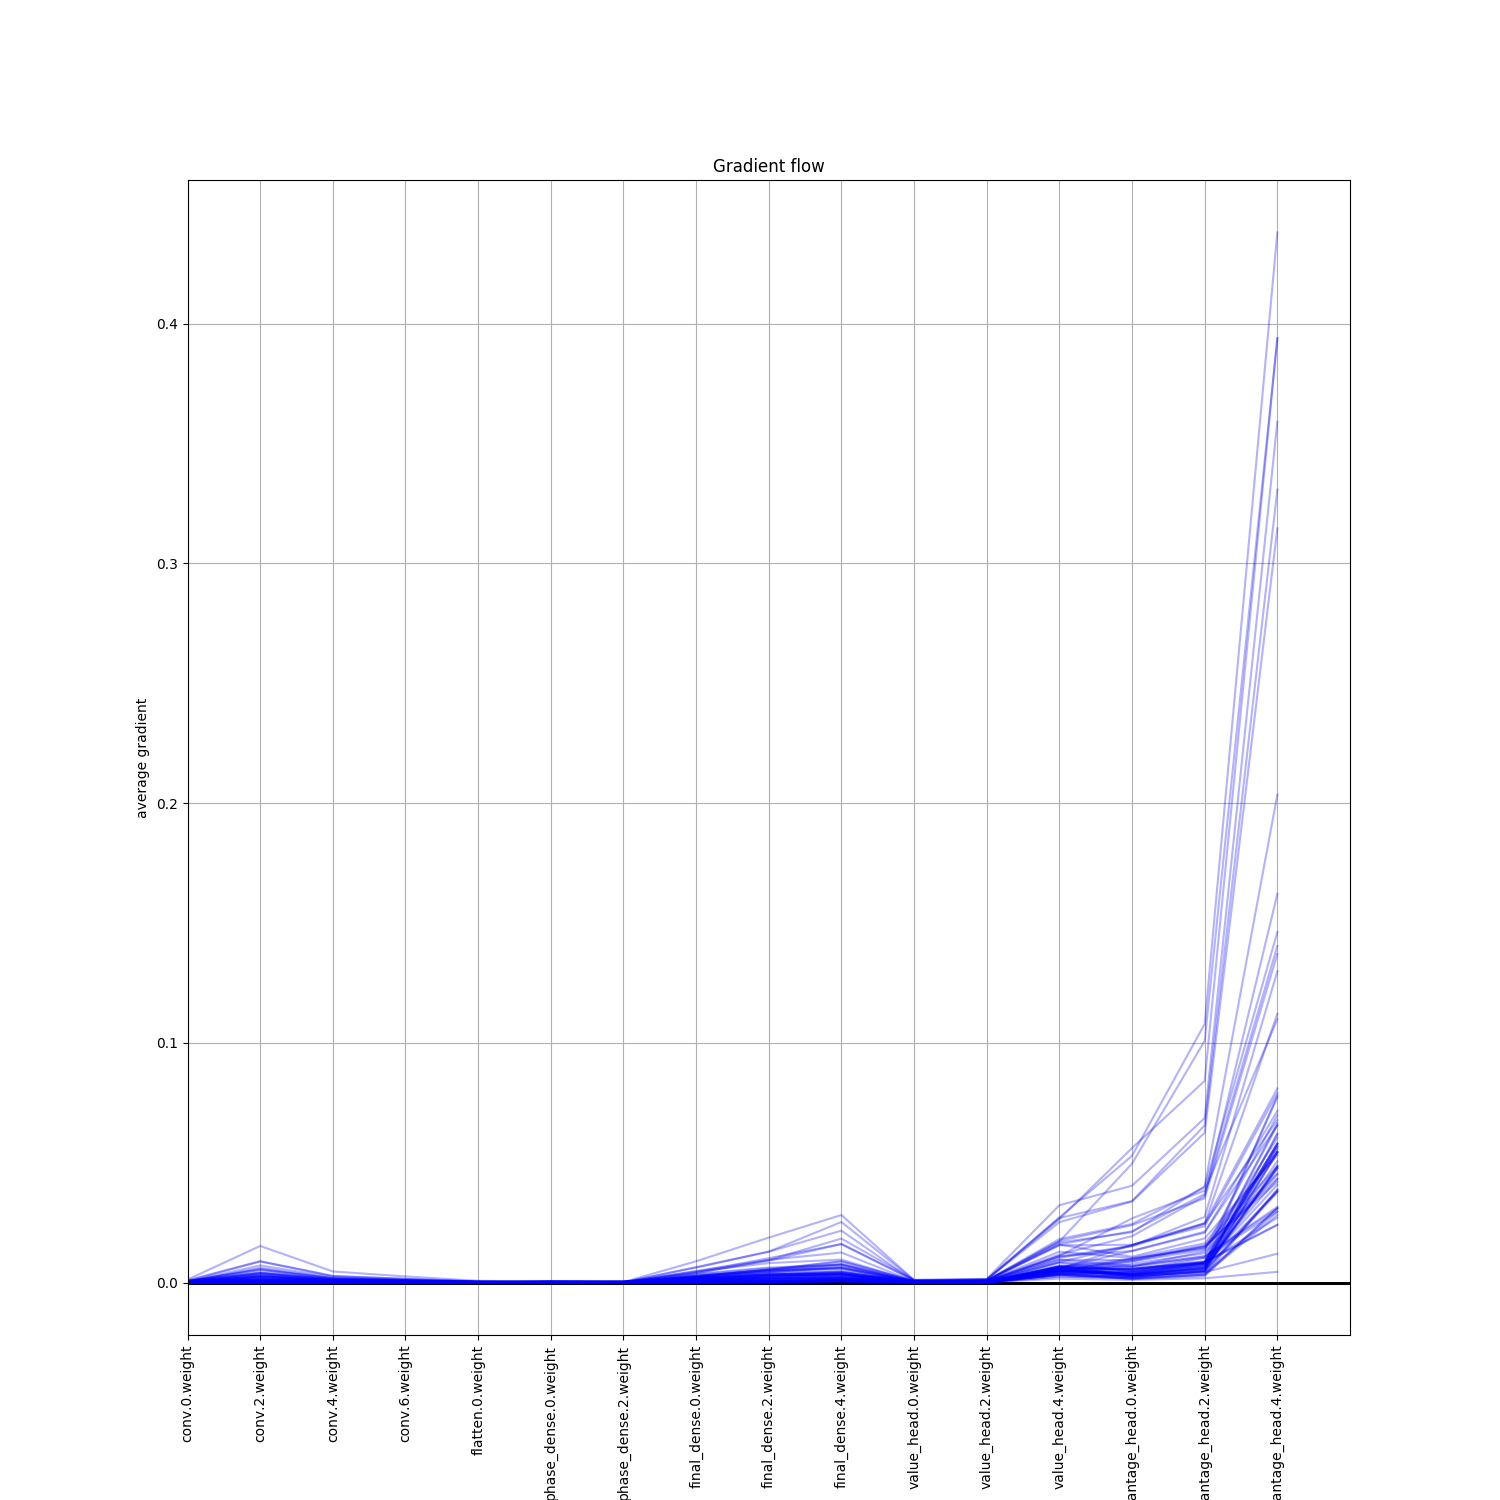 Gradient flow
average gradient
0.4
0.3
0.2
0.1
0.0
conv.0.weight
conv.2.weight
conv.4.weight
conv.6.weight
flatten.0.weight
phase_dense.0.weight
phase_dense.2.weight
final_dense.0.weight
final_dense.2.weight
final_dense.4.weight
value_head.0.weight
value_head.2.weight
value_head.4.weight
antage_head.0.weight
antage_head.2.weight
antage_head.4.weight